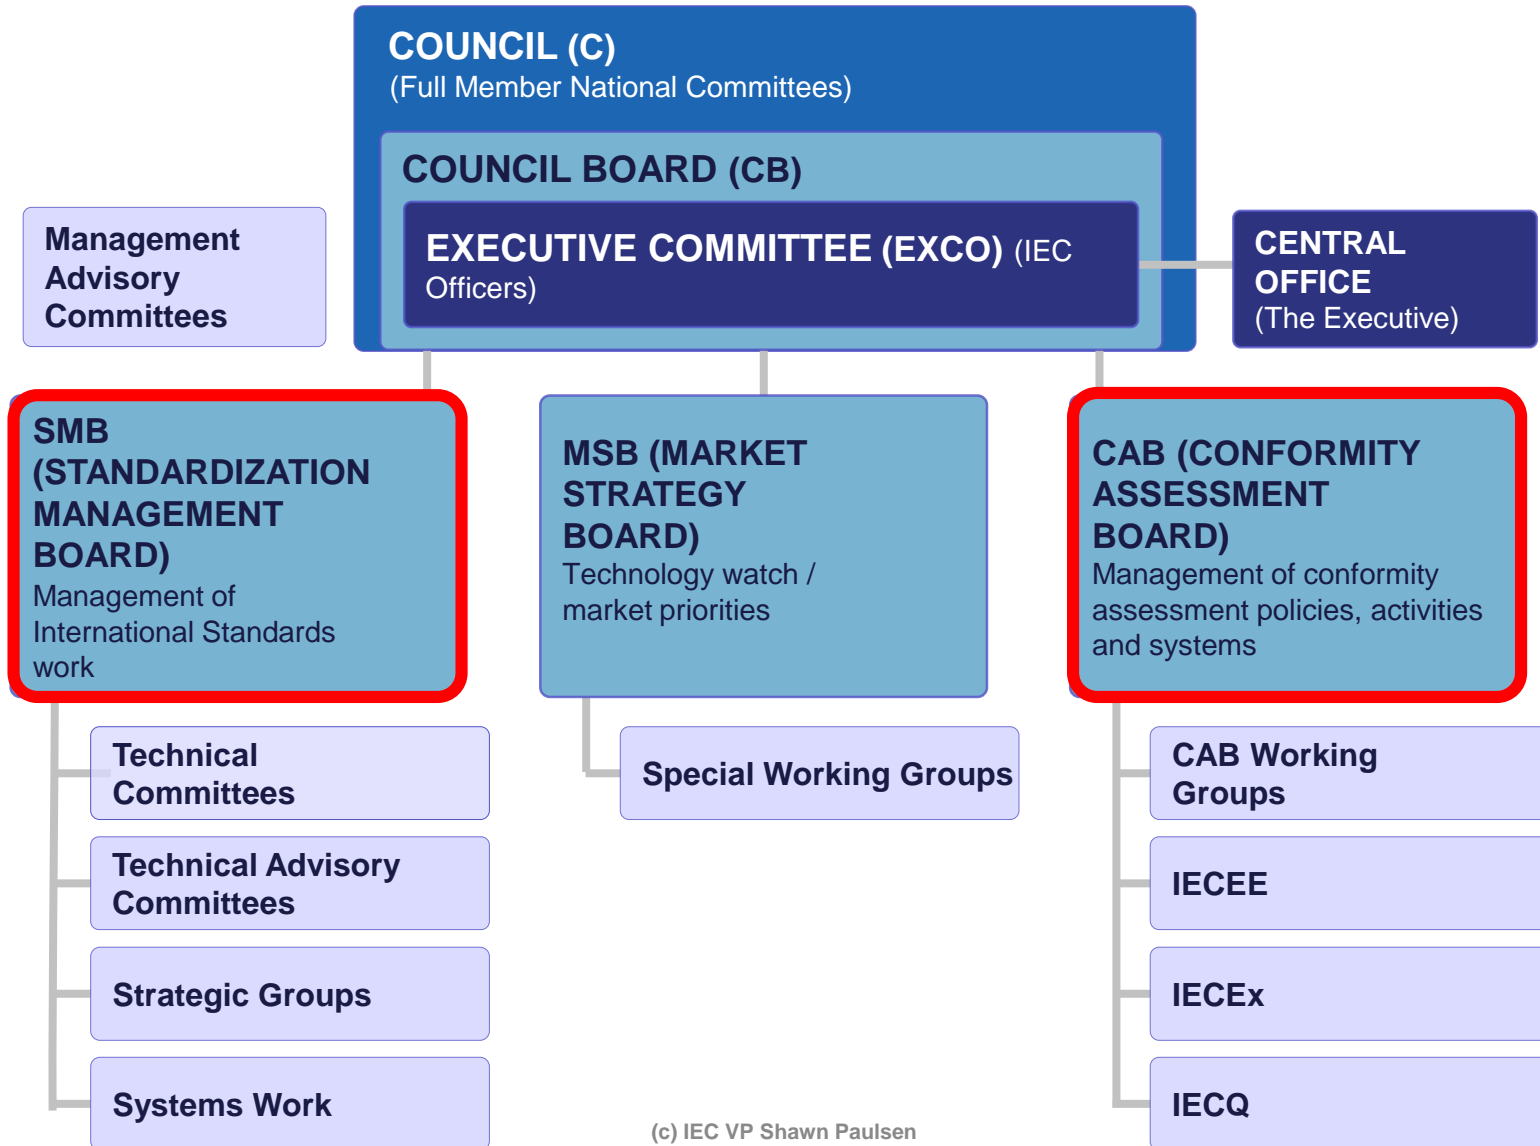 COUNCIL (C)
(Full Member National Committees)
COUNCIL BOARD (CB)
EXECUTIVE COMMITTEE (EXCO) (IEC
Officers)
Management
Advisory
Committees
CENTRAL
OFFICE
(The Executive)
SMB
(STANDARDIZATION
MANAGEMENT
BOARD)
Management of
International Standards
work
MSB (MARKET
STRATEGY
BOARD)
Technology watch /
market priorities
CAB (CONFORMITY
ASSESSMENT
BOARD)
Management of conformity
assessment policies, activities
and systems
Technical
Committees
Technical Advisory
Committees
Strategic Groups
Systems Work
Special Working Groups
CAB Working
Groups
IECEE
IECEx
IECQ
(c) IEC VP Shawn Paulsen